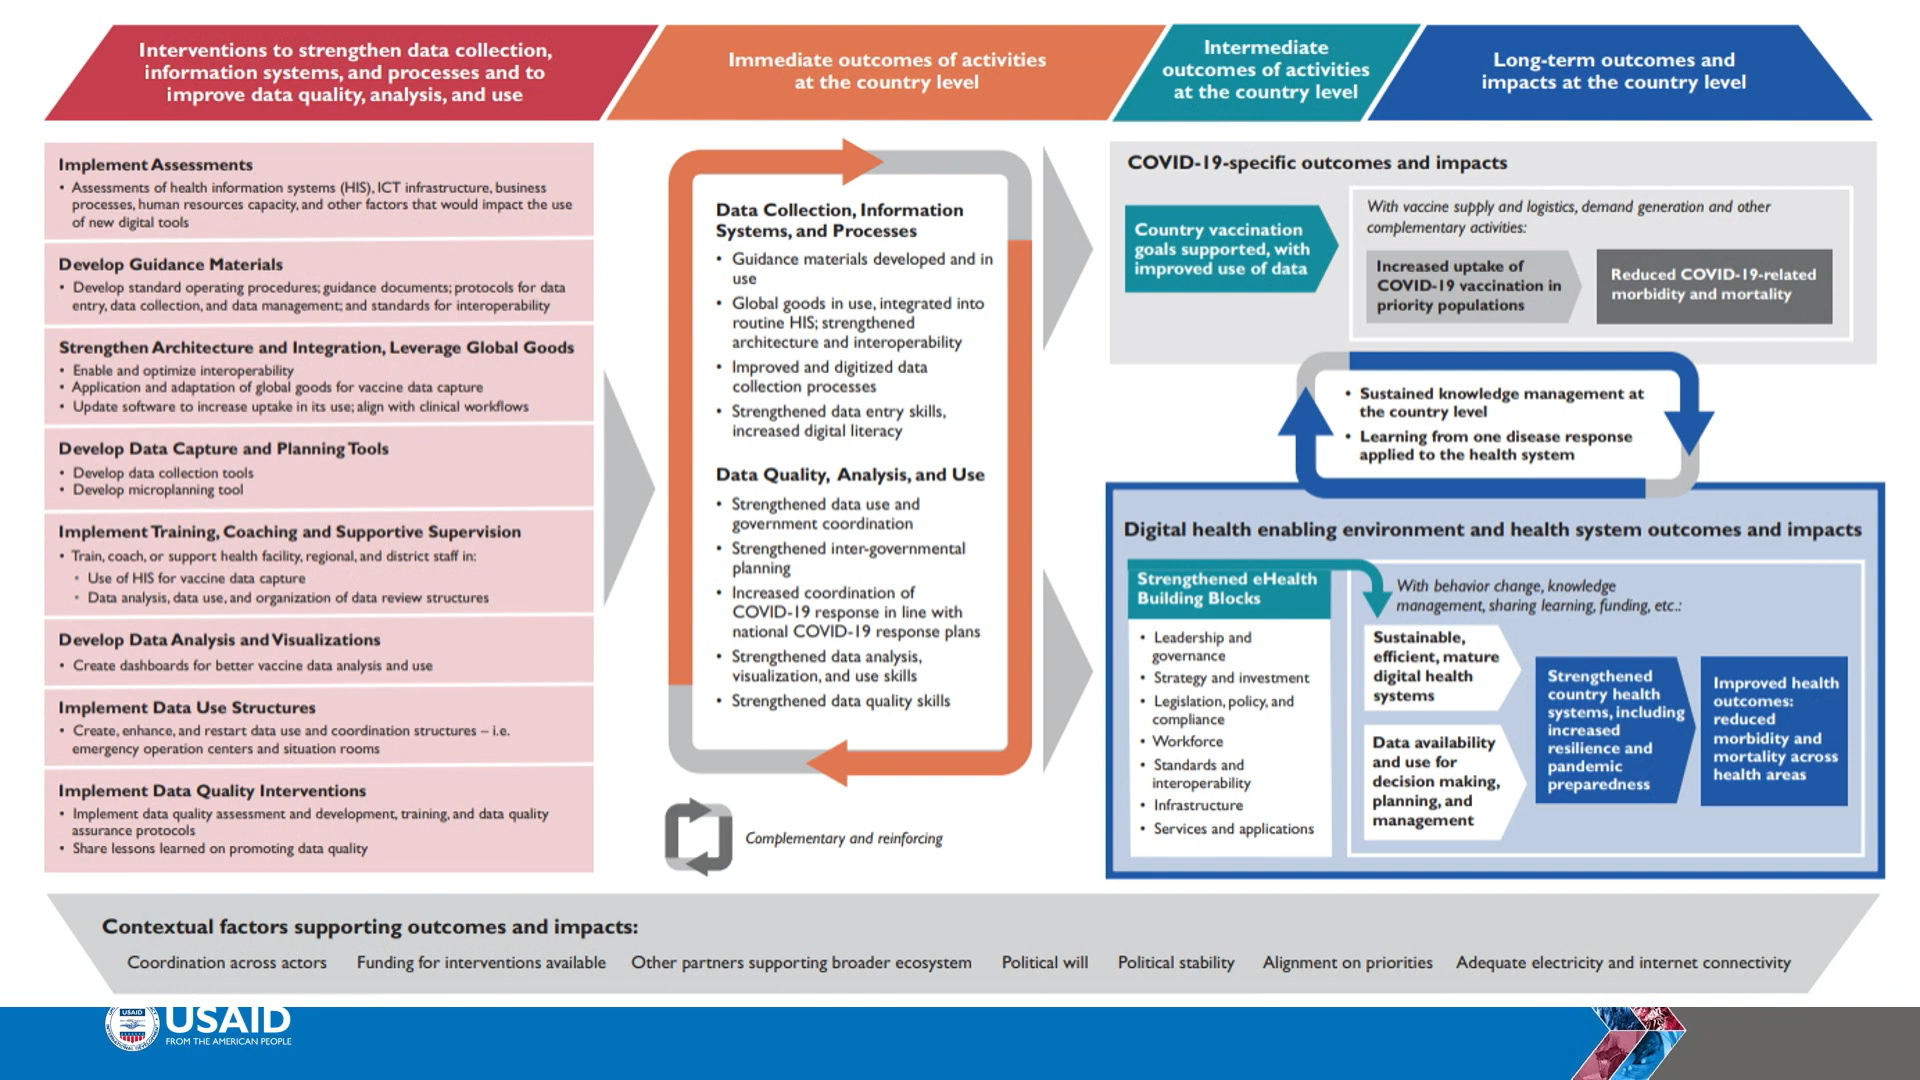 Interventions to strengthen data collection,
information systems, and processes and to
improve data quality, analysis, and use
Immediate outcomes of activities
at the country level
Intermediate
outcomes of activities
at the country level
Long-term outcomes and
impacts at the country level
Implement Assessments
• Assessments of health information systems (HIS), ICT infrastructure, business
processes, human resources capacity, and other factors that would impact the use
of new digital tools
Develop Guidance Materials
• Develop standard operating procedures; guidance documents; protocols for data
entry, data collection, and data management; and standards for interoperability
Strengthen Architecture and Integration, Leverage Global Goods
• Enable and optimize interoperability
• Application and adaptation of global goods for vaccine data capture
• Update software to increase uptake in its use; align with clinical workflows
Develop Data Capture and Planning Tools
• Develop data collection tools
• Develop microplanning tool
Implement Training, Coaching and Supportive Supervision
• Train, coach, or support health facility, regional, and district staff in:
• Use of HIS for vaccine data capture
• Data analysis, data use, and organization of data review structures
Develop Data Analysis and Visualizations
• Create dashboards for better vaccine data analysis and use
Implement Data Use Structures
• Create, enhance, and restart data use and coordination structures – i.e.
emergency operation centers and situation rooms
Implement Data Quality Interventions
• Implement data quality assessment and development, training, and data quality
assurance protocols
• Share lessons learned on promoting data quality
Data Collection, Information
Systems, and Processes
• Guidance materials developed and in
use
• Global goods in use, integrated into
routine HIS; strengthened
architecture and interoperability
• Improved and digitized data
collection processes
• Strengthened data entry skills,
increased digital literacy
Data Quality, Analysis, and Use
• Strengthened data use and
government coordination
• Strengthened inter-governmental
planning
• Increased coordination of
COVID-19 response in line with
national COVID-19 response plans
• Strengthened data analysis,
visualization, and use skills
• Strengthened data quality skills
Complementary and reinforcing
COVID-19-specific outcomes and impacts
Country vaccination
goals supported, with
improved use of data
With vaccine supply and logistics, demand generation and other
complementary activities:
Increased uptake of
COVID-19 vaccination in
priority populations
Reduced COVID-19-related
morbidity and mortality
• Sustained knowledge management at
the country level
• Learning from one disease response
applied to the health system
Digital health enabling environment and health system outcomes and impacts
Strengthened eHealth
Building Blocks
• Leadership and
governance
• Strategy and investment
• Legislation, policy, and
compliance
• Workforce
• Standards and
interoperability
• Infrastructure
• Services and applications
With behavior change, knowledge
management, sharing learning, funding, etc.:
Sustainable,
efficient, mature
digital health
systems
Data availability
and use for
decision making,
planning, and
management
Strengthened
country health
systems, including
increased
resilience and
pandemic
preparedness
Improved health
outcomes:
reduced
morbidity and
mortality across
health areas
Contextual factors supporting outcomes and impacts:
Coordination across actors Funding for interventions available Other partners supporting broader ecosystem Political will Political stability Alignment on priorities Adequate electricity and internet connectivity
USAID
USAID
FROM THE AMERICAN PEOPLE